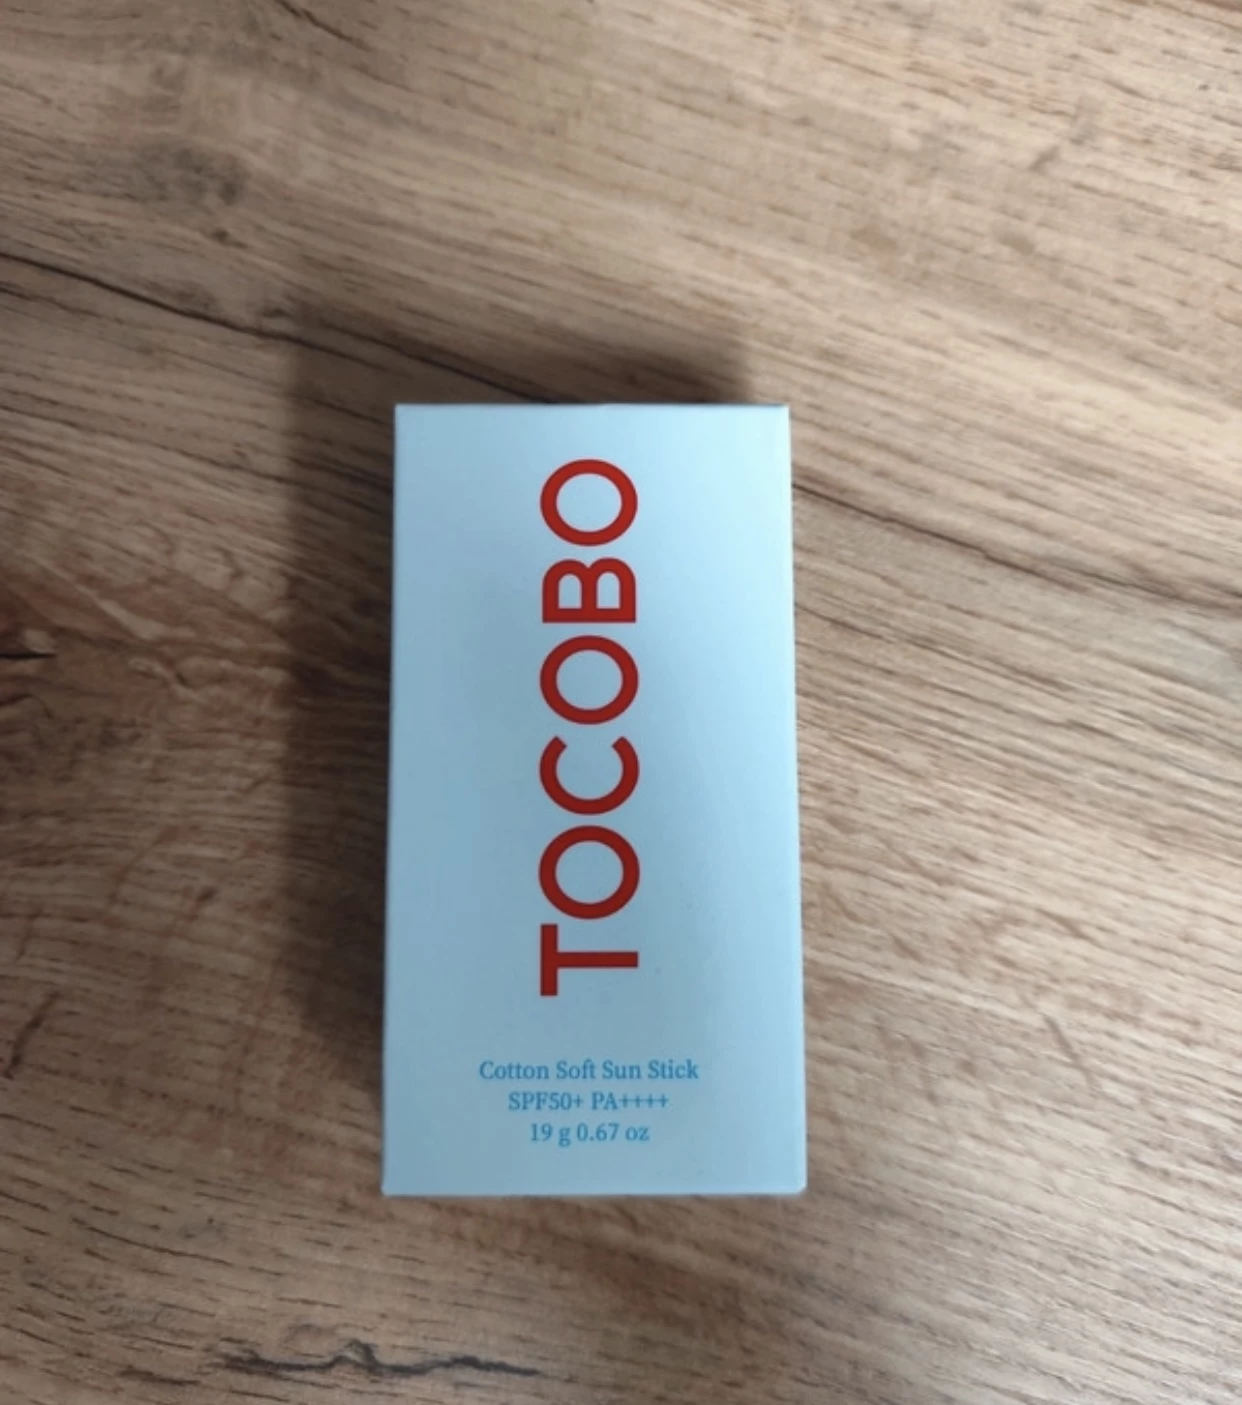 TOCOBO
Cotton Soft Sun Stick
SPF50+ PA++++
19 g 0.67 oz